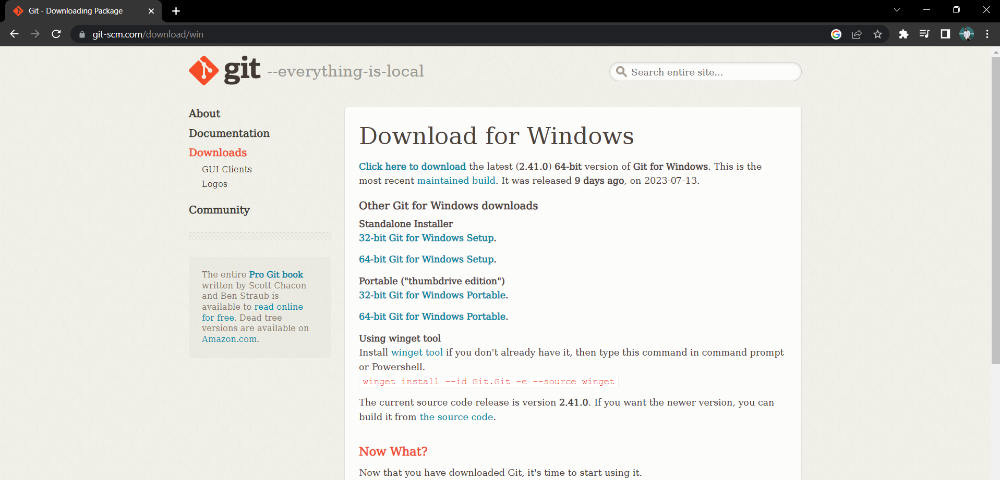 Git - Downloading Package
git-scm.com/download/win
git --everything-is-local
Search entire site...
About
Documentation
Downloads
GUI Clients
Logos
Community
The entire Pro Git book
written by Scott Chacon
and Ben Straub is
available to read online
for free. Dead tree
versions are available on
Amazon.com.
Download for Windows
Click here to download the latest (2.41.0) 64-bit version of Git for Windows. This is the
most recent maintained build. It was released 9 days ago, on 2023-07-13.
Other Git for Windows downloads
Standalone Installer
32-bit Git for Windows Setup.
64-bit Git for Windows Setup.
Portable ("thumbdrive edition")
32-bit Git for Windows Portable.
64-bit Git for Windows Portable.
Using winget tool
Install winget tool if you don't already have it, then type this command in command prompt
or Powershell.
winget install --id Git.Git -e --source winget
The current source code release is version 2.41.0. If you want the newer version, you can
build it from the source code.
Now What?
Now that you have downloaded Git, it's time to start using it.